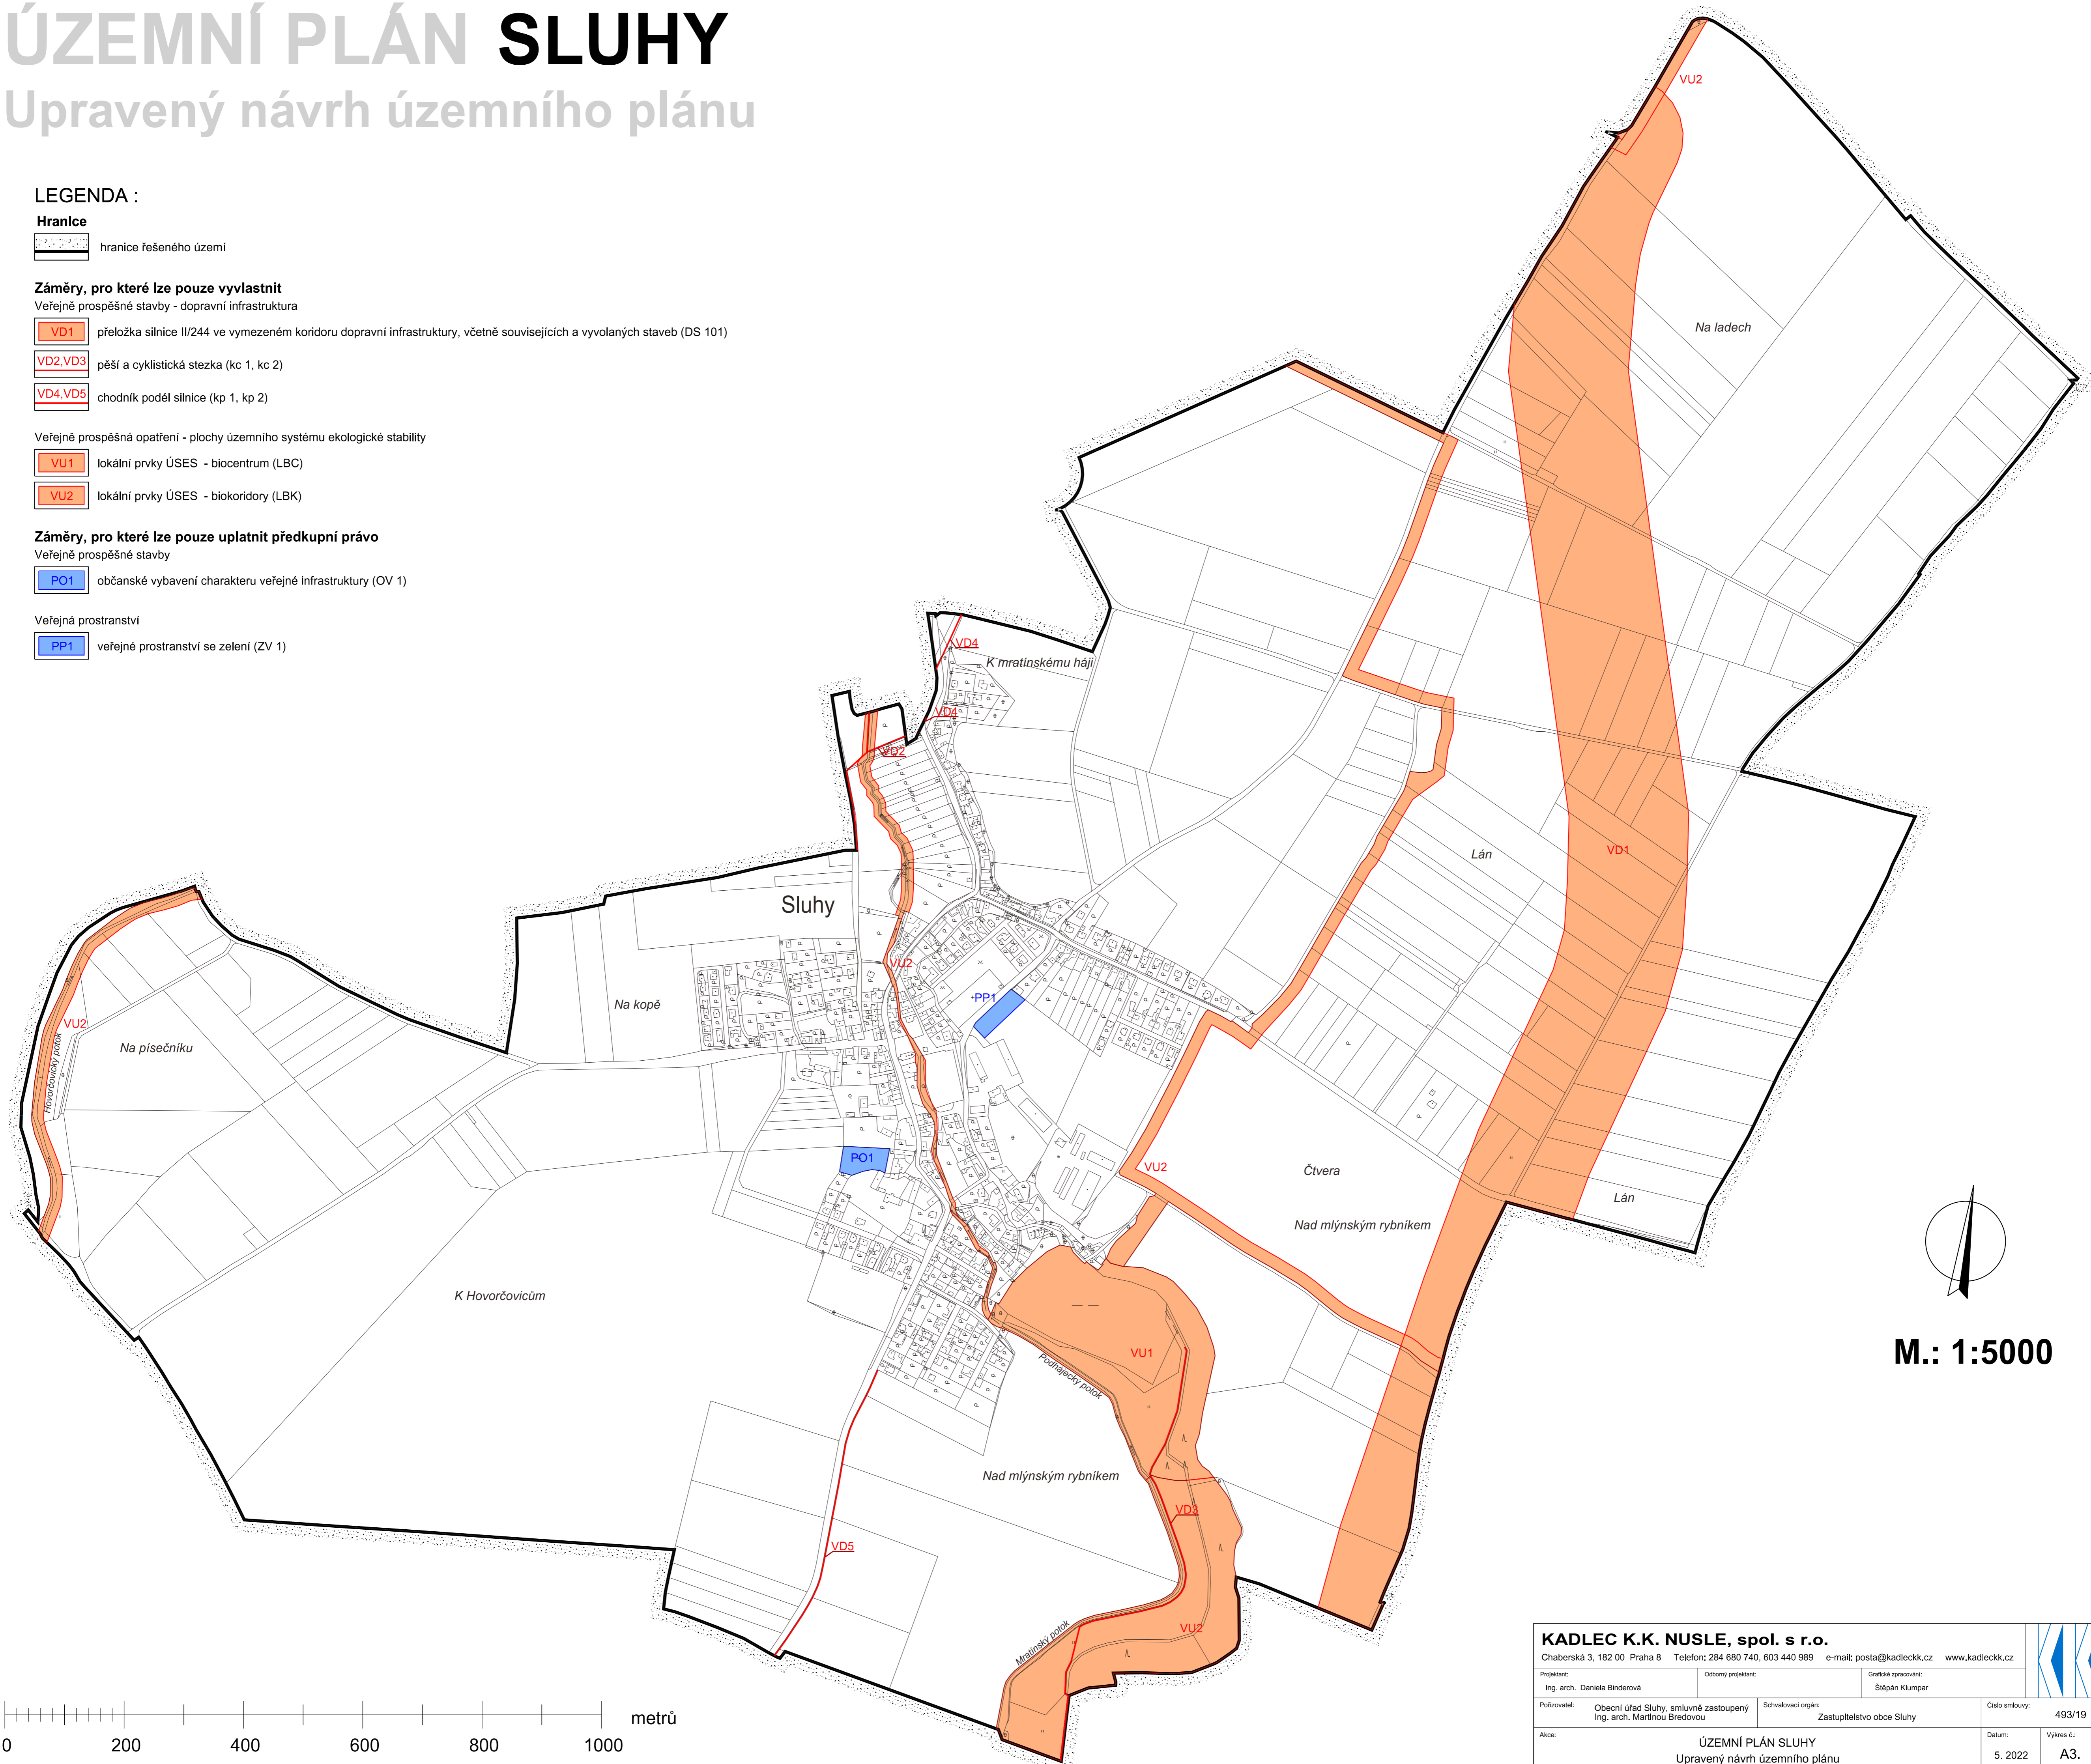 ÚZEMNÍ PLÁN SLUHY
Upravený návrh územního plánu
LEGENDA :
Hranice
hranice řešeného území
Záměry, pro které lze pouze vyvlastnit
Veřejně prospěšné stavby - dopravní infrastruktura
VD1 přeložka silnice II/244 ve vymezeném koridoru dopravní infrastruktury, včetně souvisejících a vyvolaných staveb (DS 101)
VD2,VD3 pěší a cyklistická stezka (kc 1, kc 2)
VD4,VD5 chodník podél silnice (kp 1, kp 2)
Veřejně prospěšná opatření - plochy územního systému ekologické stability
VU1 lokální prvky ÚSES - biocentrum (LBC)
VU2 lokální prvky ÚSES - biokoridory (LBK)
Záměry, pro které lze pouze uplatnit předkupní právo
Veřejně prospěšné stavby
PO1 občanské vybavení charakteru veřejné infrastruktury (OV 1)
Veřejná prostranství
PP1 veřejné prostranství se zelení (ZV 1)
VU2
Na ladech
VD4
K mratínskému háji
VD4
VD2
Lán
VD1
Sluhy
VU2
Na kopě
PP1
VU2
Na písečníku
Hovorčovický potok
PO1
VU2
Čtvera
Lán
Nad mlýnským rybníkem
K Hovorčovicům
VU1
Podhájecký potok
Nad mlýnským rybníkem
VD3
VD5
VU2
Mratínský potok
M.: 1:5000
0 200 400 600 800 1000 metrů
KADLEC K.K. NUSLE, spol. s r.o.
Chaberská 3, 182 00 Praha 8 Telefon: 284 680 740, 603 440 989 e-mail: posta@kadleckk.cz www.kadleckk.cz
Projektant: Odborný projektant: Grafické zpracování:
Ing. arch. Daniela Binderová Štěpán Klumpar
Pořizovatel: Obecní úřad Sluhy, smluvně zastoupený Schvalovací orgán: Číslo smlouvy:
Ing. arch. Martinou Bredovou Zastupitelstvo obce Sluhy 493/19
Akce: Datum: Výkres č.:
ÚZEMNÍ PLÁN SLUHY
Upravený návrh územního plánu 5. 2022 A3.